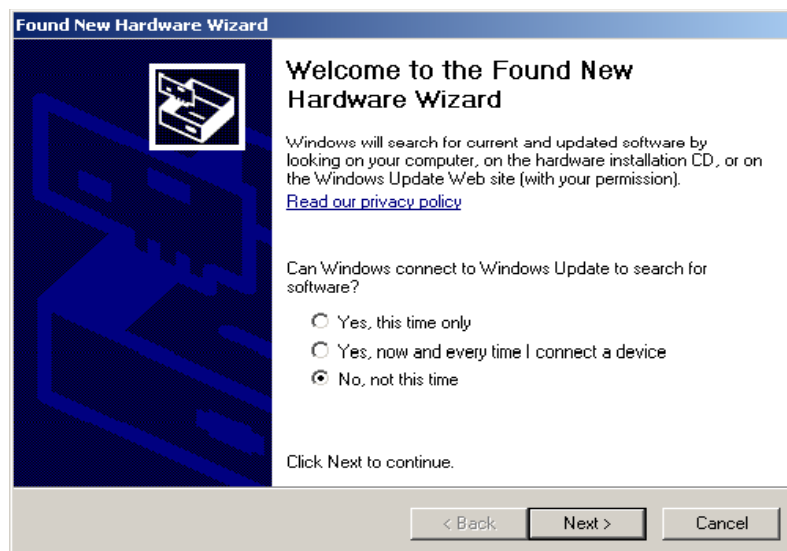 Found New Hardware Wizard
Welcome to the Found New
Hardware Wizard
Windows will search for current and updated software by
looking on your computer, on the hardware installation CD, or on
the Windows Update Web site (with your permission).
Read our privacy policy
Can Windows connect to Windows Update to search for
software?
Yes, this time only
Yes, now and every time I connect a device
No, not this time
Click Next to continue.
< Back
Next >
Cancel